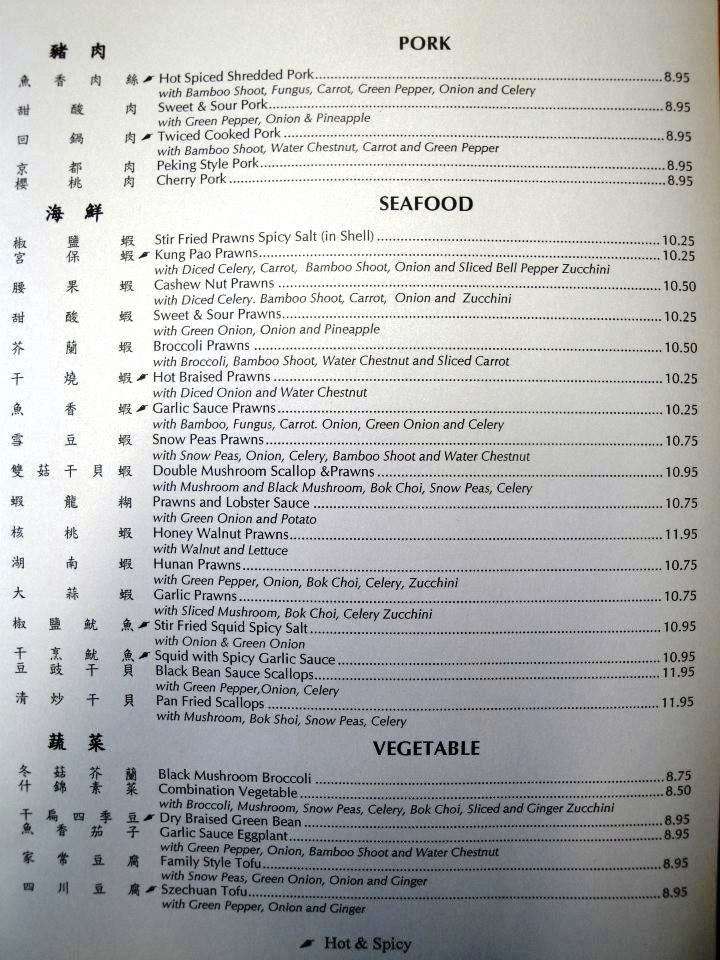 豬肉 PORK
魚香肉絲 Hot Spiced Shredded Pork 8.95
with Bamboo Shoot, Fungus, Carrot, Green Pepper, Onion and Celery
甜酸肉 Sweet & Sour Pork 8.95
with Green Pepper, Onion & Pineapple
回鍋肉 Twiced Cooked Pork 8.95
with Bamboo Shoot, Water Chestnut, Carrot and Green Pepper
京都肉 Peking Style Pork 8.95
櫻桃肉 Cherry Pork 8.95
海鮮 SEAFOOD
椒鹽蝦 Stir Fried Prawns Spicy Salt (in Shell) 10.25
宮保蝦 Kung Pao Prawns 10.25
with Diced Celery, Carrot, Bamboo Shoot, Onion and Sliced Bell Pepper Zucchini
腰果蝦 Cashew Nut Prawns 10.50
with Diced Celery. Bamboo Shoot, Carrot, Onion and Zucchini
甜酸蝦 Sweet & Sour Prawns 10.25
with Green Onion, Onion and Pineapple
芥蘭蝦 Broccoli Prawns 10.50
with Broccoli, Bamboo Shoot, Water Chestnut and Sliced Carrot
干燒蝦 Hot Braised Prawns 10.25
with Diced Onion and Water Chestnut
魚香蝦 Garlic Sauce Prawns 10.25
with Bamboo, Fungus, Carrot. Onion, Green Onion and Celery
雪豆蝦 Snow Peas Prawns 10.75
with Snow Peas, Onion, Celery, Bamboo Shoot and Water Chestnut
雙菇干貝蝦 Double Mushroom Scallop &Prawns 10.95
with Mushroom and Black Mushroom, Bok Choi, Snow Peas, Celery
蝦龍糊 Prawns and Lobster Sauce 10.75
with Green Onion and Potato
核桃蝦 Honey Walnut Prawns 11.95
with Walnut and Lettuce
湖南蝦 Hunan Prawns 10.75
with Green Pepper, Onion, Bok Choi, Celery, Zucchini
大蒜蝦 Garlic Prawns 10.75
with Sliced Mushroom, Bok Choi, Celery Zucchini
椒鹽魷魚 Stir Fried Squid Spicy Salt 10.95
with Onion & Green Onion
干烹魷魚 Squid with Spicy Garlic Sauce 10.95
豆豉干貝 Black Bean Sauce Scallops 11.95
with Green Pepper,Onion, Celery
清炒干貝 Pan Fried Scallops 11.95
with Mushroom, Bok Shoi, Snow Peas, Celery
蔬菜 VEGETABLE
冬菇芥蘭 Black Mushroom Broccoli 8.75
什錦素菜 Combination Vegetable 8.50
with Broccoli, Mushroom, Snow Peas, Celery, Bok Choi, Sliced and Ginger Zucchini
干扁四季豆 Dry Braised Green Bean 8.95
魚香茄子 Garlic Sauce Eggplant 8.95
with Green Pepper, Onion, Bamboo Shoot and Water Chestnut
家常豆腐 Family Style Tofu 8.95
with Snow Peas, Green Onion, Onion and Ginger
四川豆腐 Szechuan Tofu 8.95
with Green Pepper, Onion and Ginger
Hot & Spicy